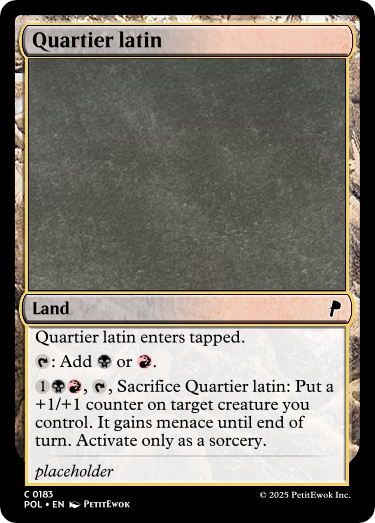 Quartier latin
Land
Quartier latin enters tapped.
: Add or .
1, , Sacrifice Quartier latin: Put a
+1/+1 counter on target creature you
control. It gains menace until end of
turn. Activate only as a sorcery.
placeholder
C 0183
POL • EN PetitEwok
© 2025 PetitEwok Inc.